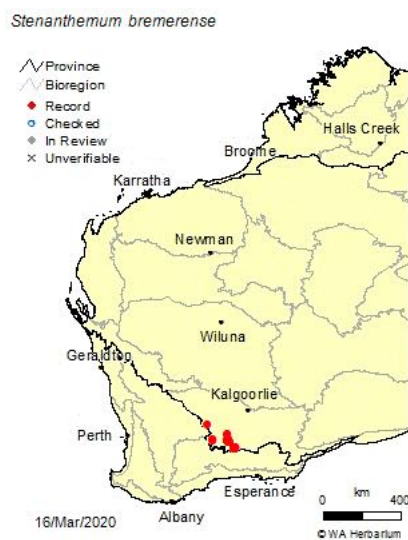 Stenanthemum bremerense
Province
Bioregion
Record
Checked
In Review
Unverifiable
Halls Creek
Broome
Karratha
Newman
Wiluna
Geraldton
Kalgoorlie
Perth
Esperance
Albany
16/Mar/2020
km
0 400
© WA Herbarium